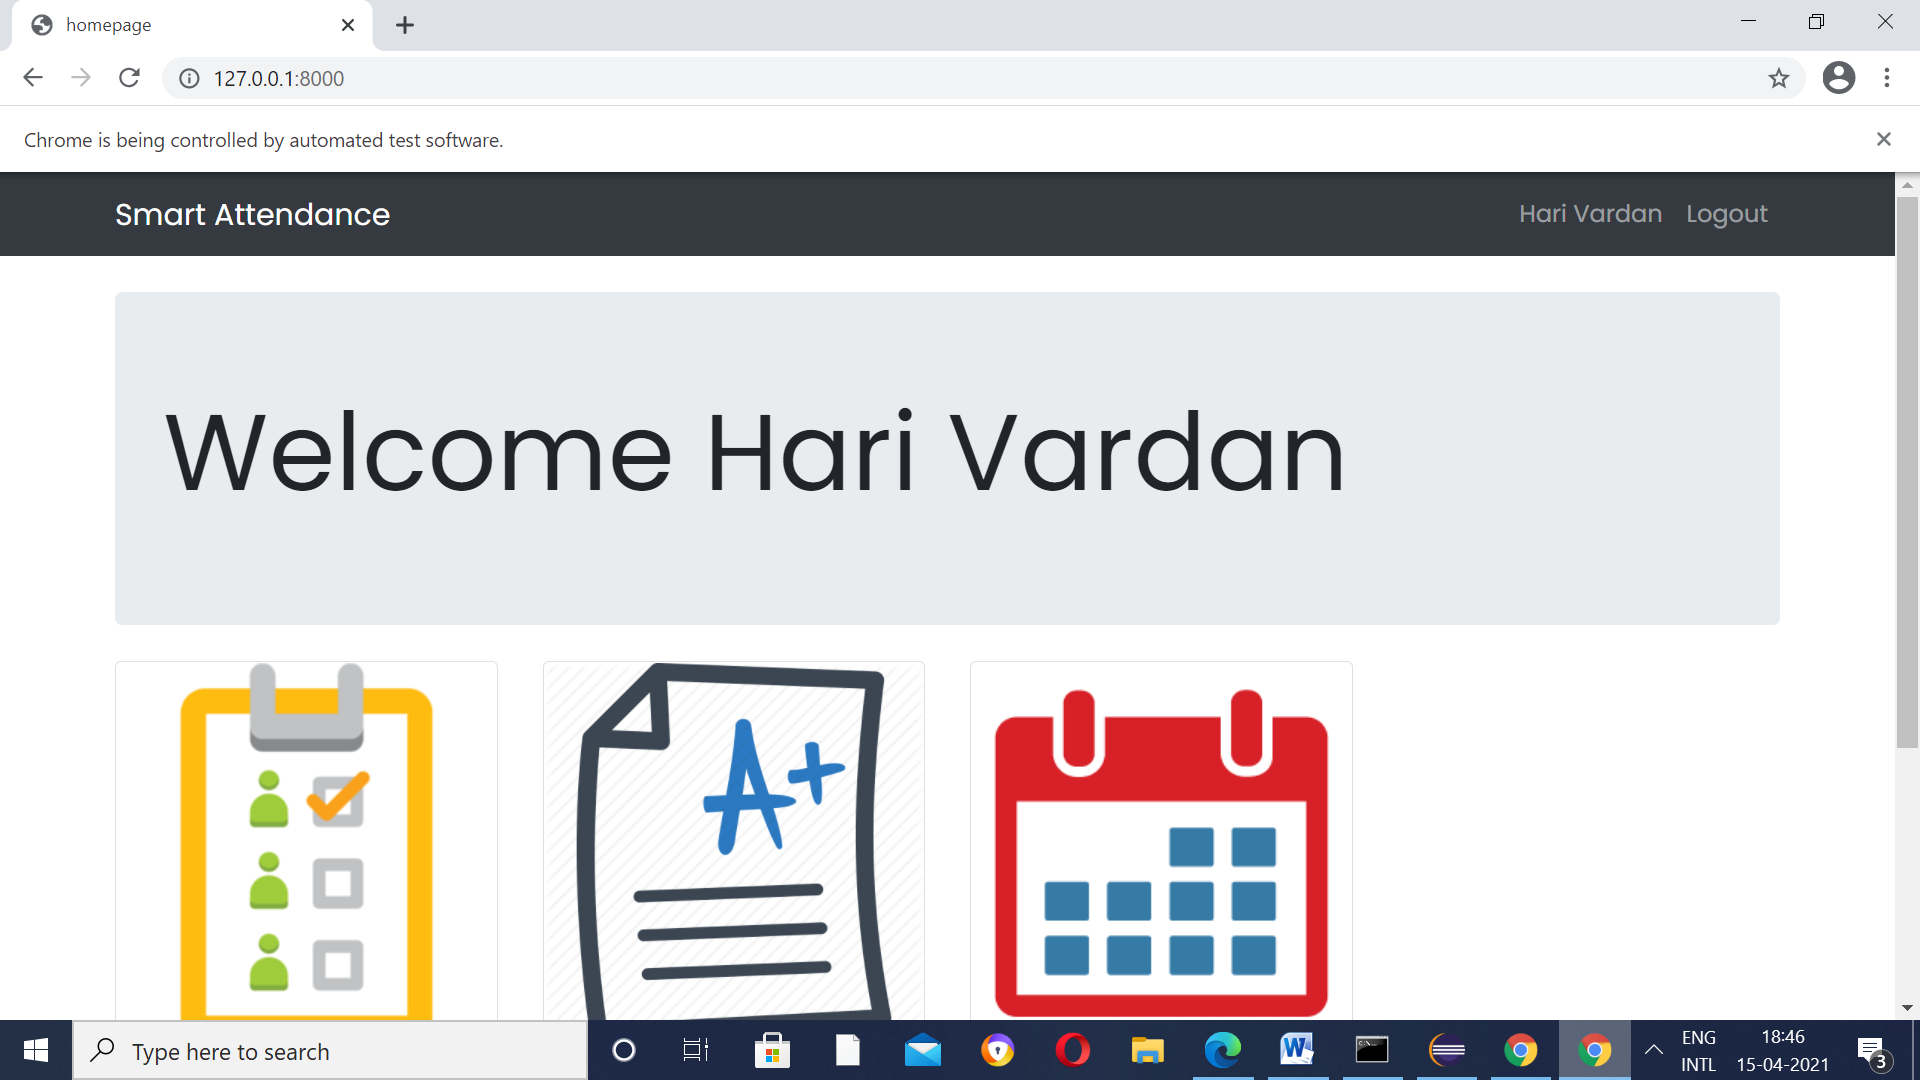 homepage
127.0.0.1:8000
Chrome is being controlled by automated test software.
Smart Attendance
Hari Vardan Logout
Welcome Hari Vardan
A+
Type here to search
W
ENG
INTL
18:46
15-04-2021
3